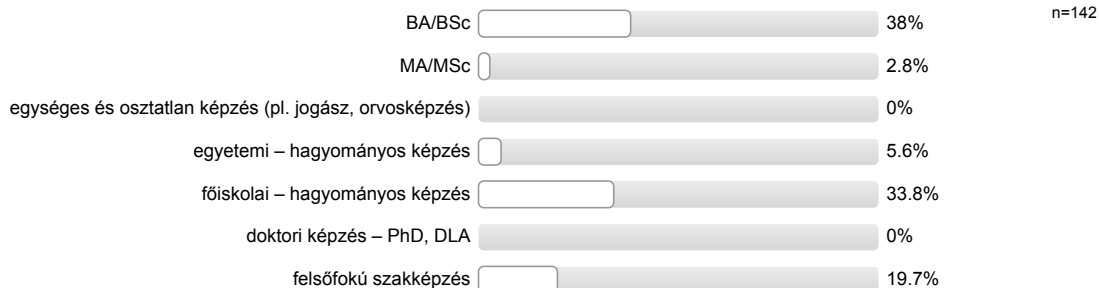 BA/BSc 38% n=142
MA/MSc 2.8%
egységes és osztatlan képzés (pl. jogász, orvosképzés) 0%
egyetemi – hagyományos képzés 5.6%
főiskolai – hagyományos képzés 33.8%
doktori képzés – PhD, DLA 0%
felsőfokú szakképzés 19.7%